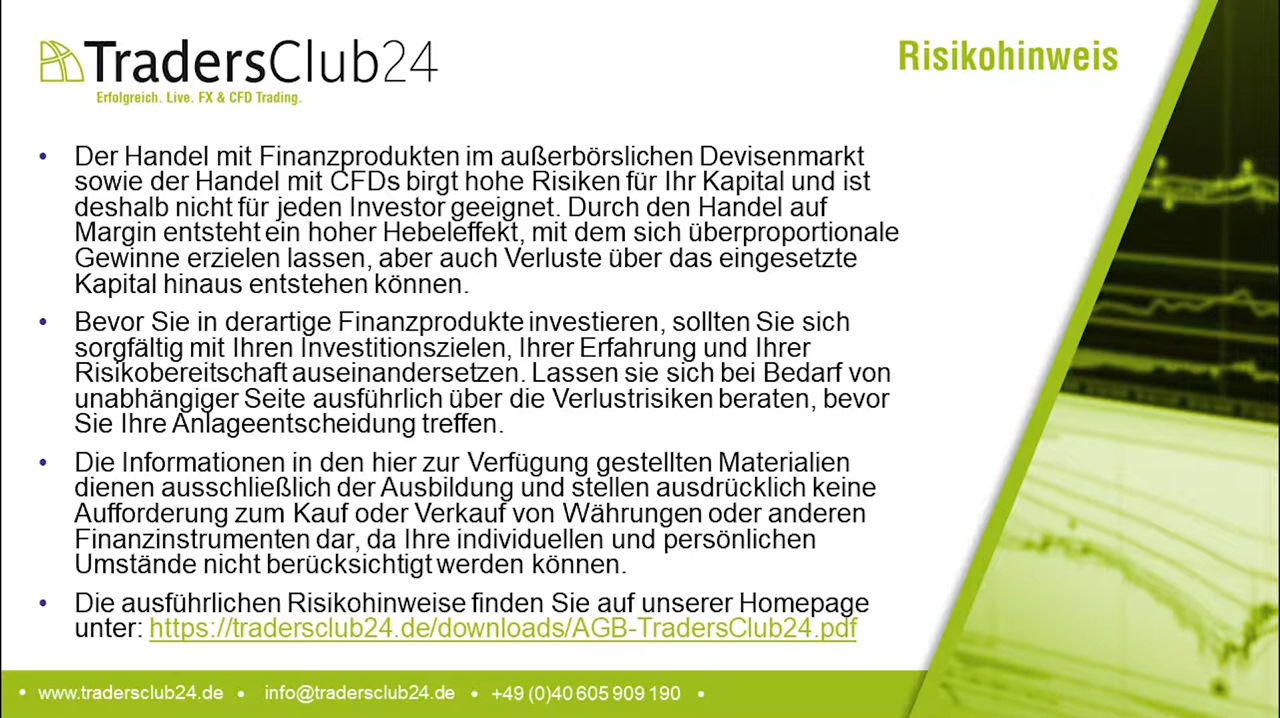 TradersClub24
Risikohinweis
Erfolgreich. Live. FX & CFD Trading.
• Der Handel mit Finanzprodukten im außerbörslichen Devisenmarkt
sowie der Handel mit CFDs birgt hohe Risiken für Ihr Kapital und ist
deshalb nicht für jeden Investor geeignet. Durch den Handel auf
Margin entsteht ein hoher Hebeleffekt, mit dem sich überproportionale
Gewinne erzielen lassen, aber auch Verluste über das eingesetzte
Kapital hinaus entstehen können.
• Bevor Sie in derartige Finanzprodukte investieren, sollten Sie sich
sorgfältig mit Ihren Investitionszielen, Ihrer Erfahrung und Ihrer
Risikobereitschaft auseinandersetzen. Lassen sie sich bei Bedarf von
unabhängiger Seite ausführlich über die Verlustrisiken beraten, bevor
Sie Ihre Anlageentscheidung treffen.
• Die Informationen in den hier zur Verfügung gestellten Materialien
dienen ausschließlich der Ausbildung und stellen ausdrücklich keine
Aufforderung zum Kauf oder Verkauf von Währungen oder anderen
Finanzinstrumenten dar, da Ihre individuellen und persönlichen
Umstände nicht berücksichtigt werden können.
• Die ausführlichen Risikohinweise finden Sie auf unserer Homepage
unter: https://tradersclub24.de/downloads/AGB-TradersClub24.pdf
• www.tradersclub24.de • info@tradersclub24.de • +49 (0)40 605 909 190 •